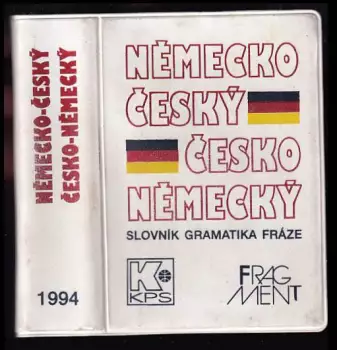 NĚMECKO-ČESKÝ
ČESKO-NĚMECKÝ
1994
NĚMECKO
ČESKÝ
ČESKO
NĚMECKÝ
SLOVNÍK GRAMATIKA FRÁZE
K
KPS
FRAG
MENT